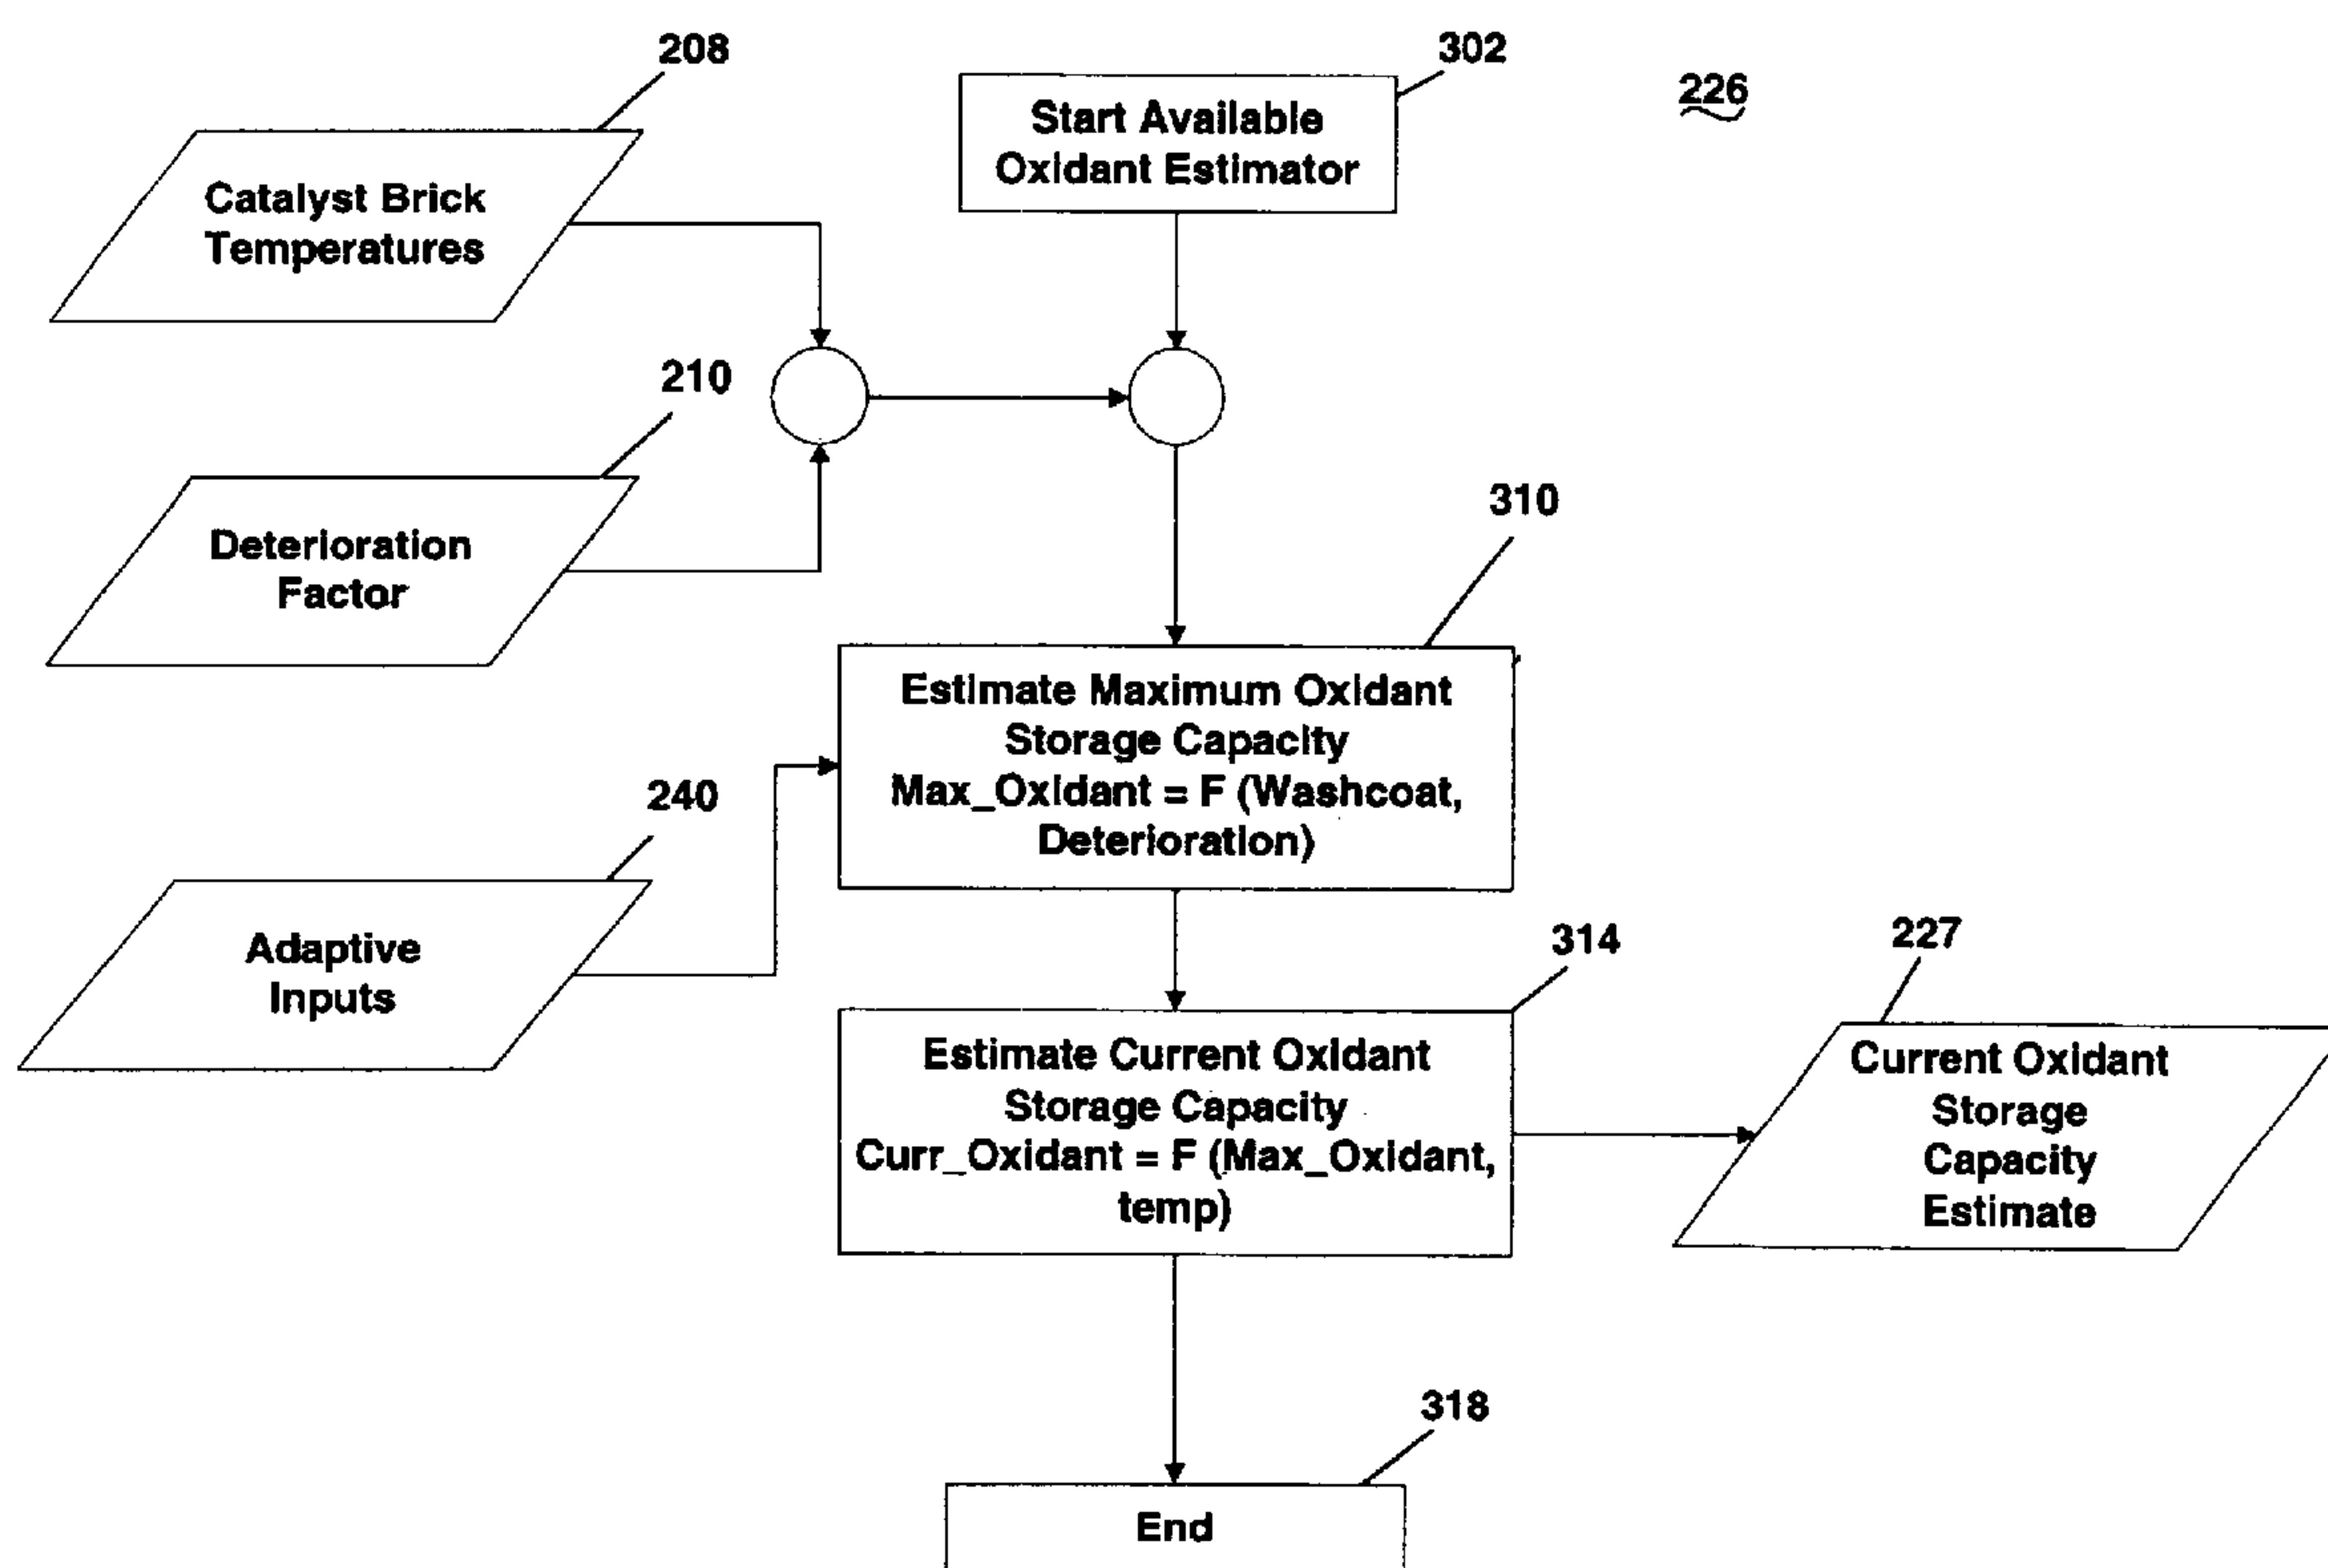 208
302
226
Start Available
Oxidant Estimator
Catalyst Brick
Temperatures
210
Deterioration
Factor
310
Estimate Maximum Oxidant
Storage Capacity
Max_Oxidant = F (Washcoat,
Deterioration)
240
Adaptive
Inputs
314
227
Estimate Current Oxidant
Storage Capacity
Curr_Oxidant = F (Max_Oxidant,
temp)
Current Oxidant
Storage
Capacity
Estimate
318
End